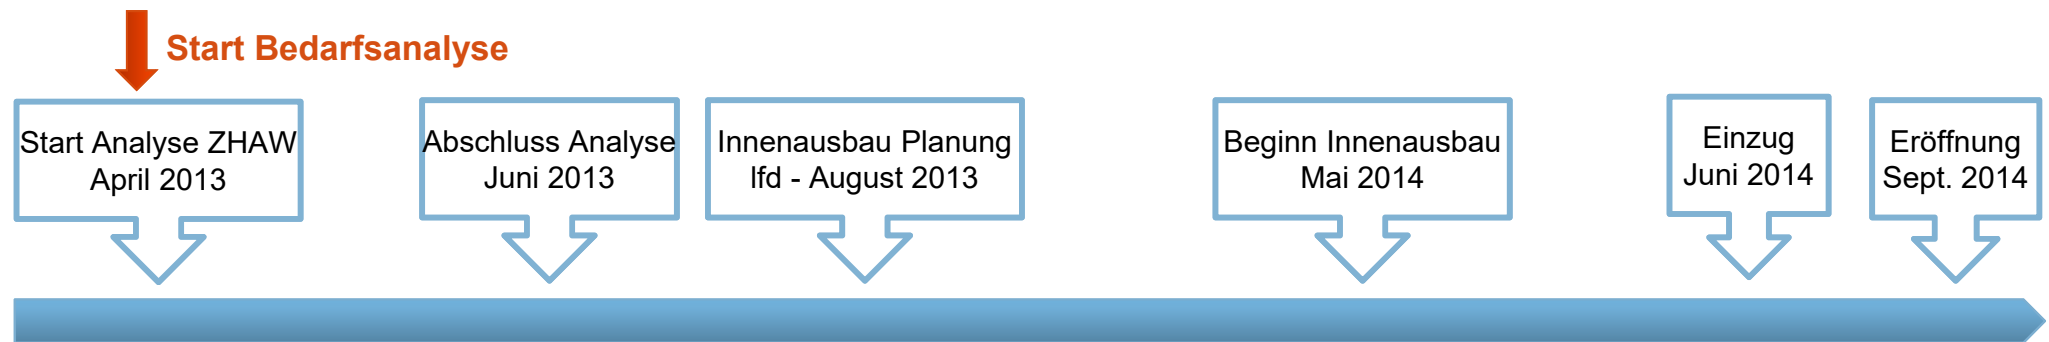 Start Bedarfsanalyse
Start Analyse ZHAW
April 2013
Abschluss Analyse
Juni 2013
Innenausbau Planung
lfd - August 2013
Beginn Innenausbau
Mai 2014
Einzug
Juni 2014
Eröffnung
Sept. 2014